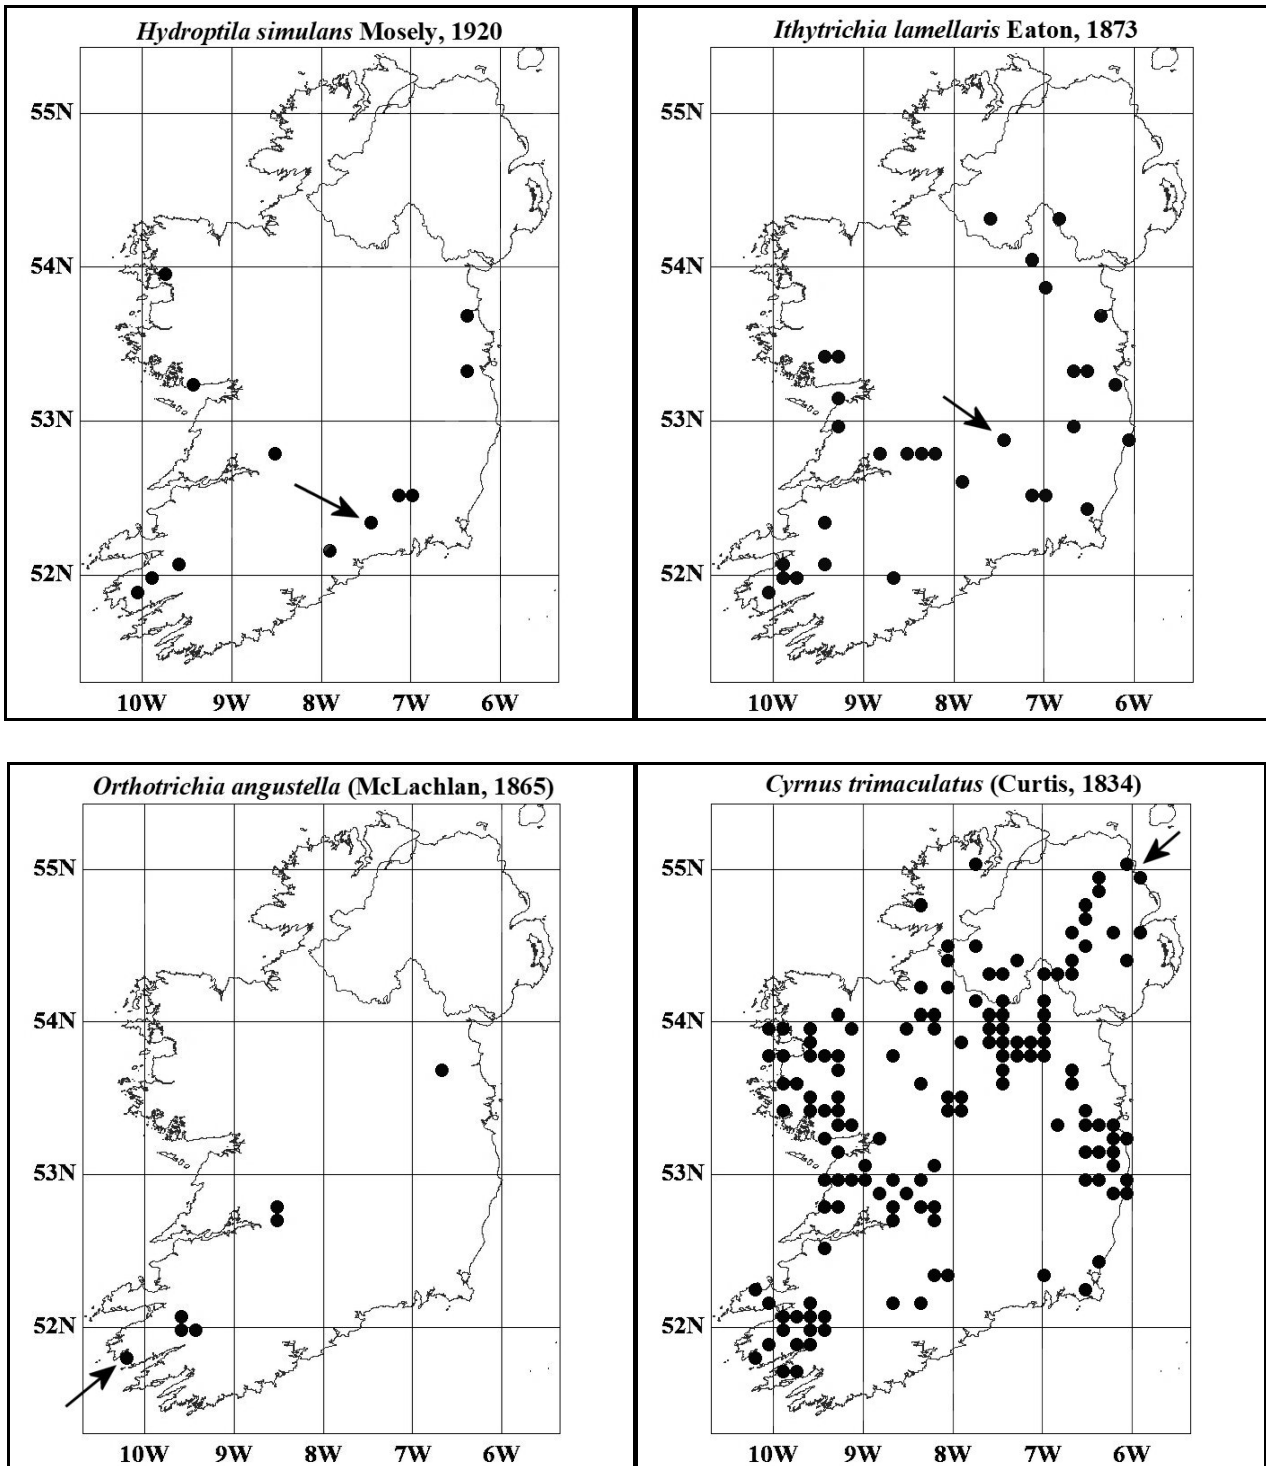 Hydroptila simulans Mosely, 1920
55N
54N
53N
52N
10W 9W 8W 7W 6W
Ithytrichia lamellaris Eaton, 1873
55N
54N
53N
52N
10W 9W 8W 7W 6W
Orthotrichia angustella (McLachlan, 1865)
55N
54N
53N
52N
10W 9W 8W 7W 6W
Cyrnus trimaculatus (Curtis, 1834)
55N
54N
53N
52N
10W 9W 8W 7W 6W